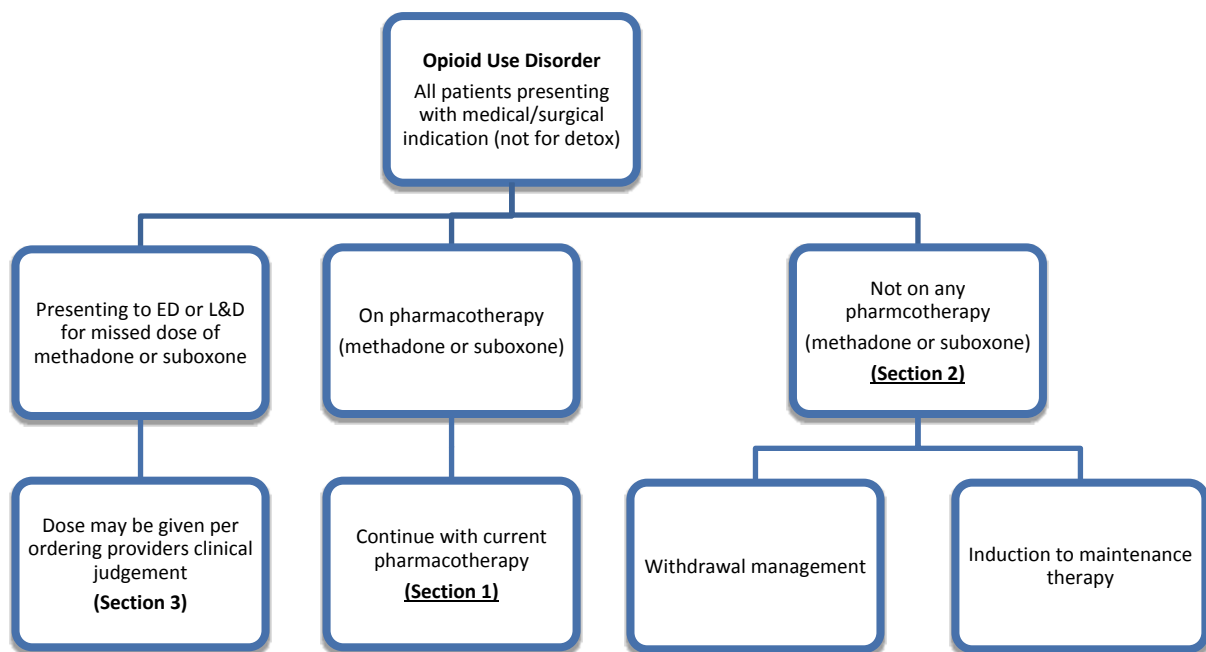 Opioid Use Disorder
All patients presenting
with medical/surgical
indication (not for detox)
Presenting to ED or L&D
for missed dose of
methadone or suboxone
On pharmacotherapy
(methadone or suboxone)
Not on any
pharmcotherapy
(methadone or suboxone)
(Section 2)
Dose may be given per
ordering providers clinical
judgement
(Section 3)
Continue with current
pharmacotherapy
(Section 1)
Withdrawal management
Induction to maintenance
therapy